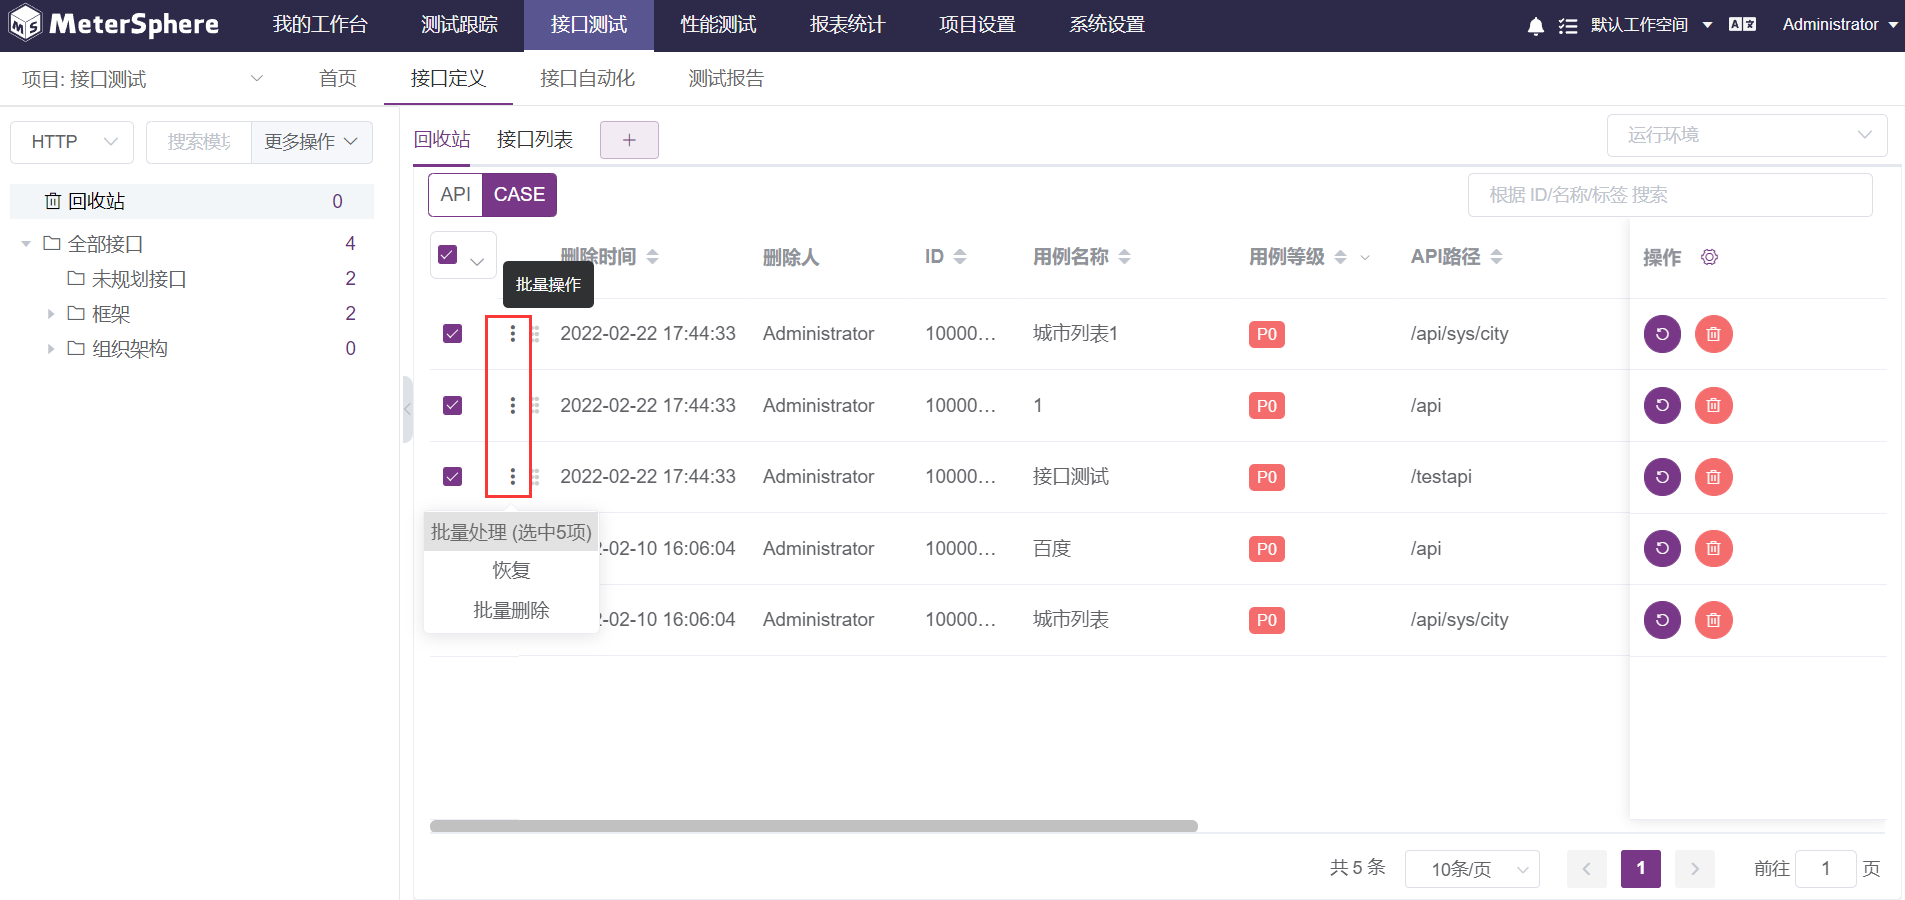 MeterSphere 我的工作台 测试跟踪 接口测试 性能测试 报表统计 项目设置 系统设置 默认工作空间 Administrator
项目: 接口测试 首页 接口定义 接口自动化 测试报告
HTTP 搜索模块 更多操作
回收站 0
全部接口 4
未规划接口 2
框架 2
组织架构 0
回收站 接口列表 + 运行环境
API CASE 根据 ID/名称/标签 搜索
删除时间 删除人 ID 用例名称 用例等级 API路径 操作
批量操作
2022-02-22 17:44:33 Administrator 10000... 城市列表1 P0 /api/sys/city
2022-02-22 17:44:33 Administrator 10000... 1 P0 /api
2022-02-22 17:44:33 Administrator 10000... 接口测试 P0 /testapi
批量处理 (选中5项)
恢复
批量删除
-02-10 16:06:04 Administrator 10000... 百度 P0 /api
-02-10 16:06:04 Administrator 10000... 城市列表 P0 /api/sys/city
共 5 条 10条/页 1 前往 1 页